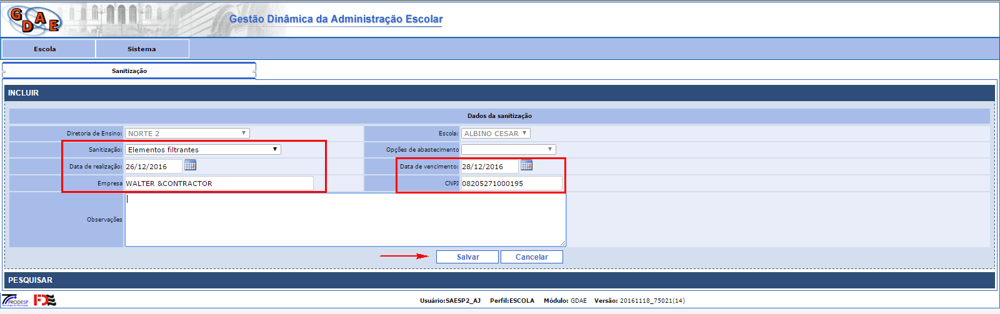 GDAE
Gestão Dinâmica da Administração Escolar
Escola Sistema
Sanitização
INCLUIR
Dados da sanitização
Diretoria de Ensino: NORTE 2 Escola: ALBINO CESAR
Sanitização: Elementos filtrantes Opções de abastecimento
Data de realização: 26/12/2016 Data de vencimento: 28/12/2016
Empresa WALTER &CONTRACTOR CNPJ 08205271000195
Observações
Salvar Cancelar
PESQUISAR
PRODESP FDE
Tecnologia da Informação
Usuário:SAESP2_AJ Perfil:ESCOLA Módulo: GDAE Versão: 20161118_75021(14)